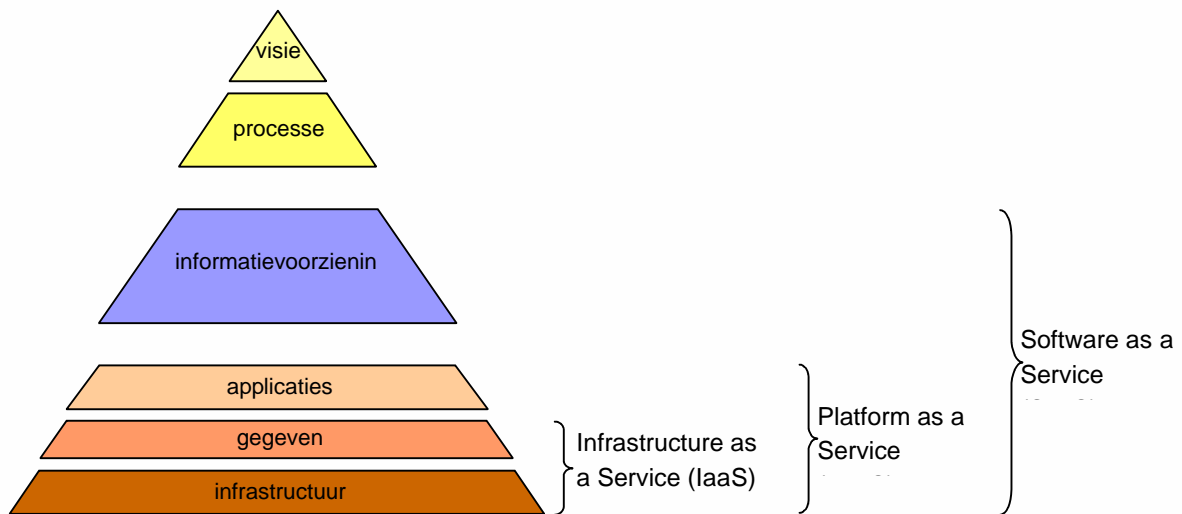 visie
processe
informatievoorzienin
applicaties
gegeven
infrastructuur
Infrastructure as
a Service (IaaS)
Platform as a
Service
Software as a
Service